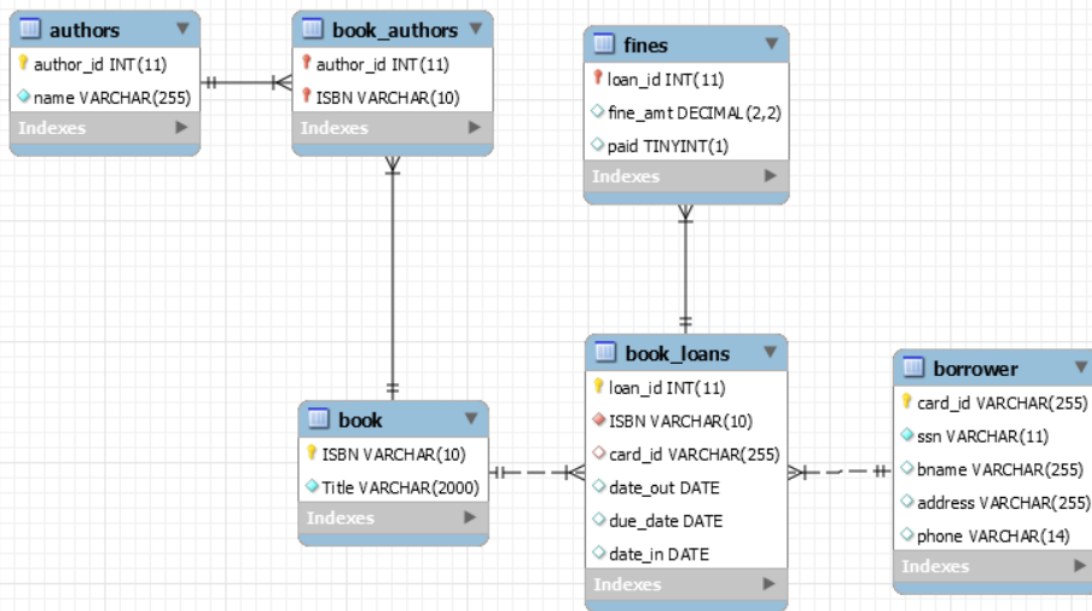 authors
author_id INT(11)
name VARCHAR(255)
Indexes
book_authors
author_id INT(11)
ISBN VARCHAR(10)
Indexes
fines
loan_id INT(11)
fine_amt DECIMAL(2,2)
paid TINYINT(1)
Indexes
book
ISBN VARCHAR(10)
Title VARCHAR(2000)
Indexes
book_loans
loan_id INT(11)
ISBN VARCHAR(10)
card_id VARCHAR(255)
date_out DATE
due_date DATE
date_in DATE
Indexes
borrower
card_id VARCHAR(255)
ssn VARCHAR(11)
bname VARCHAR(255)
address VARCHAR(255)
phone VARCHAR(14)
Indexes